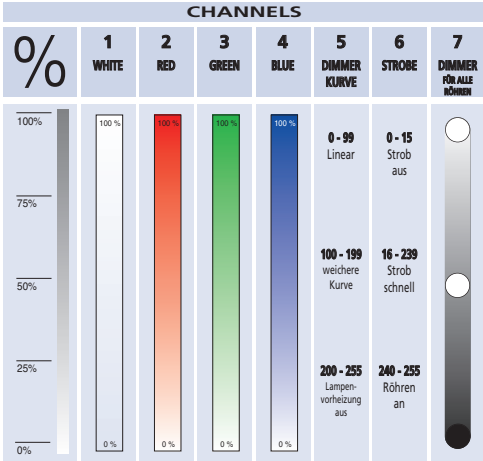 CHANNELS
%
1
WHITE
2
RED
3
GREEN
4
BLUE
5
DIMMER
KURVE
6
STROBE
7
DIMMER
FÜR ALLE
RÖHREN
100%
75%
50%
25%
0%
100 %
0 %
100 %
0 %
100 %
0 %
100 %
0 %
0 - 99
Linear
100 - 199
weichere
Kurve
200 - 255
Lampen-
vorheizung
aus
0 - 15
Strob
aus
16 - 239
Strob
schnell
240 - 255
Röhren
an